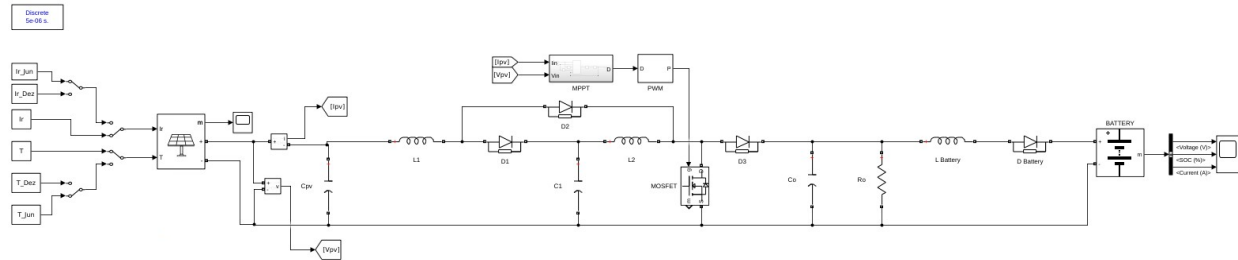 Discrete
5e-06 s.
Ir_Jun
Ir_Dez
Ir
T
T_Dez
T_Jun
Ir
T
m
+
-
[Ipv]
[Vpv]
+
-
i
+
-
v
Cpv
L1
D1
D2
C1
L2
[Ipv]
[Vpv]
Iin
Vin
D
MPPT
D
P
PWM
MOSFET
D3
Co
Ro
L Battery
D Battery
BATTERY
+
-
m
<Voltage (V)>
<SOC (%)>
<Current (A)>